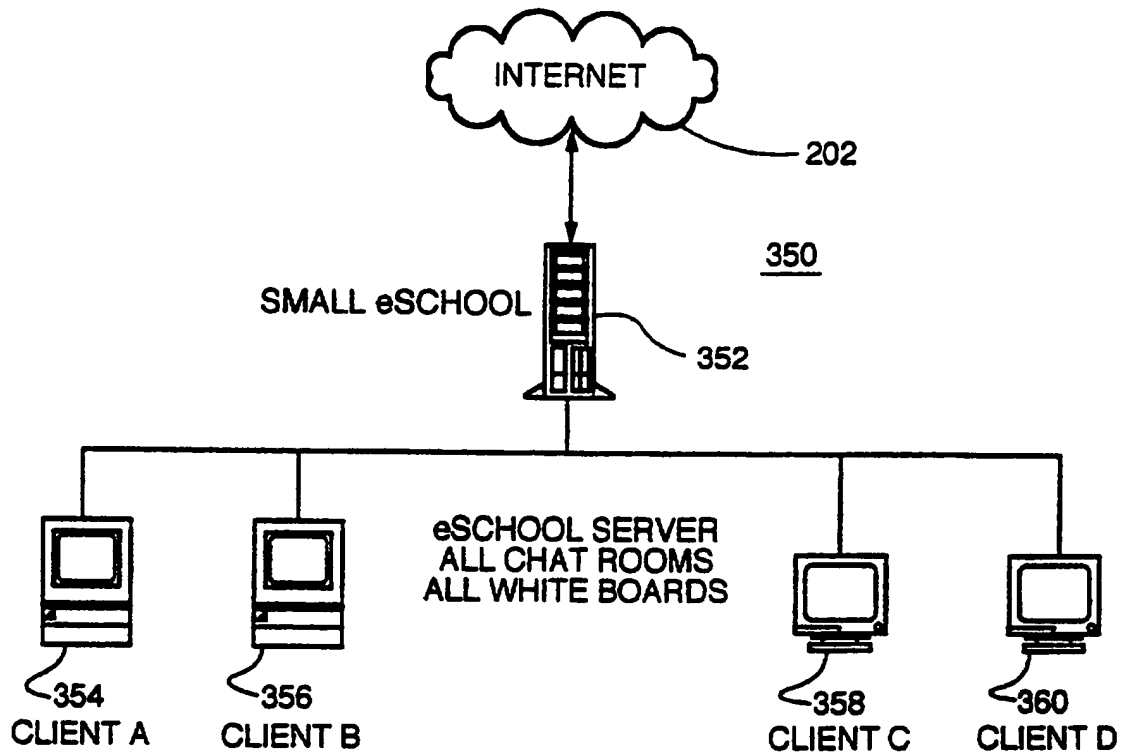 INTERNET
202
350
SMALL eSCHOOL
352
eSCHOOL SERVER
ALL CHAT ROOMS
ALL WHITE BOARDS
354
CLIENT A
356
CLIENT B
358
CLIENT C
360
CLIENT D